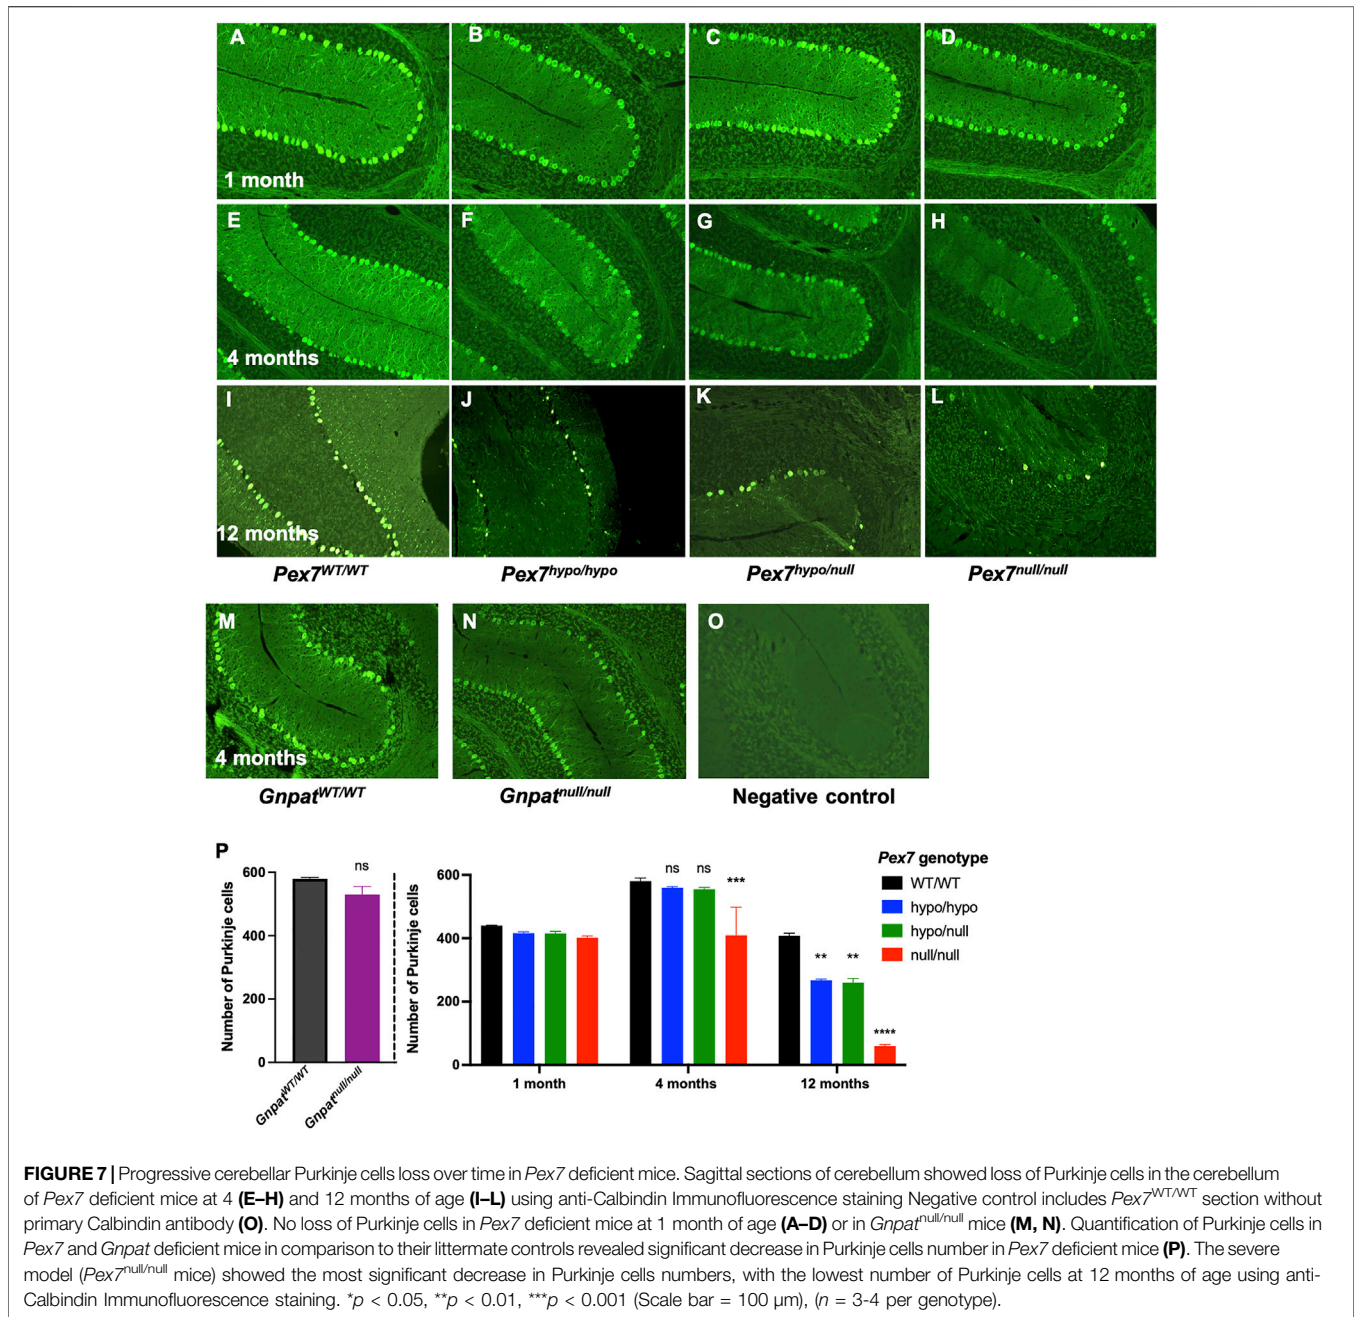 A B C D
1 month
E F G H
4 months
I J K L
12 months
Pex7WT/WT Pex7hypo/hypo Pex7hypo/null Pex7null/null
M N O
4 months
GnpatWT/WT Gnpatnull/null Negative control
P
Number of Purkinje cells
600
400
200
0
ns
GnpatWT/WT
Gnpatnull/null
Number of Purkinje cells
600
400
200
0
ns ns ***
** ** ****
1 month 4 months 12 months
Pex7 genotype
WT/WT
hypo/hypo
hypo/null
null/null
FIGURE 7 | Progressive cerebellar Purkinje cells loss over time in Pex7 deficient mice. Sagittal sections of cerebellum showed loss of Purkinje cells in the cerebellum
of Pex7 deficient mice at 4 (E–H) and 12 months of age (I–L) using anti-Calbindin Immunofluorescence staining Negative control includes Pex7WT/WT section without
primary Calbindin antibody (O). No loss of Purkinje cells in Pex7 deficient mice at 1 month of age (A–D) or in Gnpatnull/null mice (M, N). Quantification of Purkinje cells in
Pex7 and Gnpat deficient mice in comparison to their littermate controls revealed significant decrease in Purkinje cells number in Pex7 deficient mice (P). The severe
model (Pex7null/null mice) showed the most significant decrease in Purkinje cells numbers, with the lowest number of Purkinje cells at 12 months of age using anti-
Calbindin Immunofluorescence staining. *p < 0.05, **p < 0.01, ***p < 0.001 (Scale bar = 100 μm), (n = 3-4 per genotype).